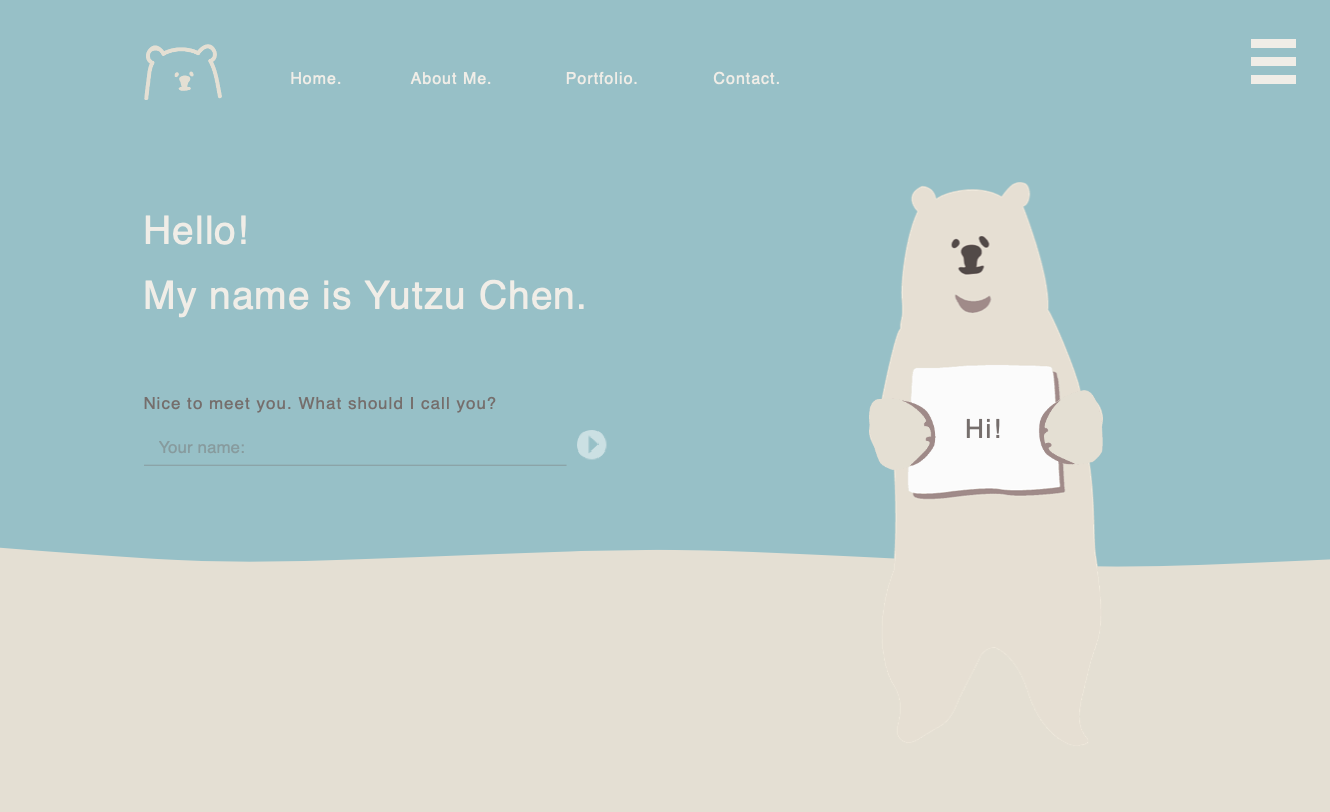 Home. About Me. Portfolio. Contact.
Hello!
My name is Yutzu Chen.
Nice to meet you. What should I call you?
Your name:
Hi!